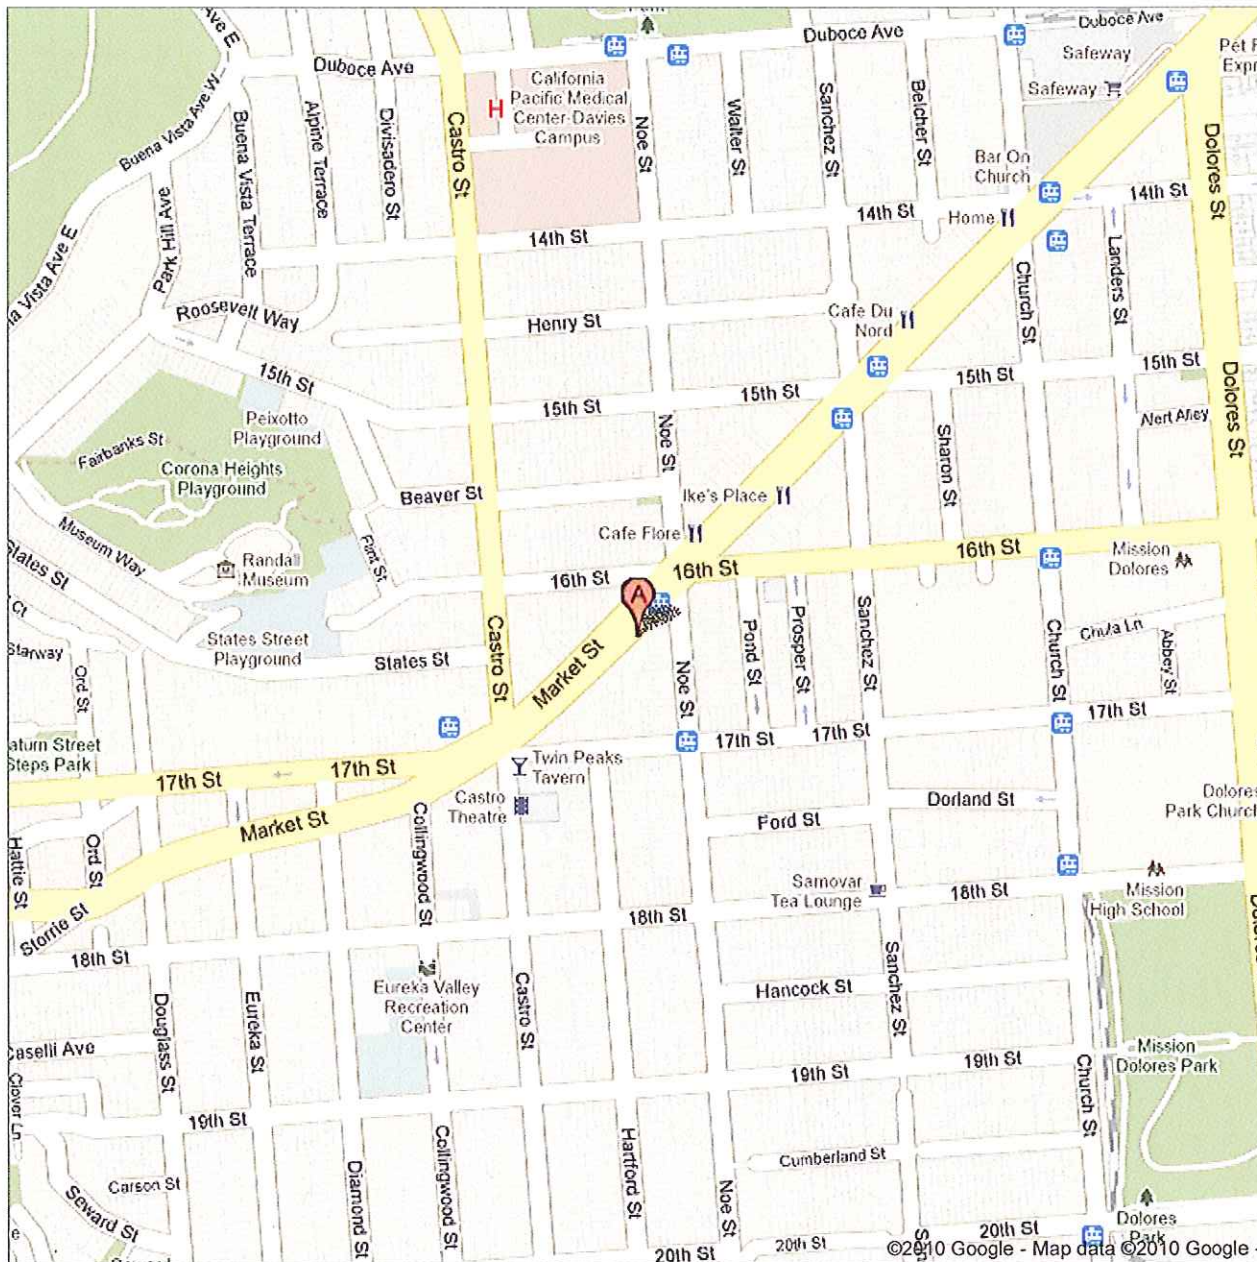 Duboce Ave
Duboce Ave
Duboce Ave
Safeway
Safeway
Ave E
Buena Vista Ave W
Buena Vista Terrace
Alpine Terrace
Divisadero St
Castro St
H
California
Pacific Medical
Center-Davies
Campus
Noe St
Walter St
Sanchez St
Belcher St
Bar On
Church
Dolores St
14th St
14th St
14th St
Home
Park Hill Ave
Vista Ave E
Roosevelt Way
Henry St
Cafe Du
Nord
Church St
Landers St
15th St
15th St
15th St
15th St
Peixotto
Playground
Fairbanks St
Corona Heights
Playground
Noe St
Sharon St
Alert Alley
Dolores St
Beaver St
Ike's Place
Cafe Flore
Museum Way
States St
Randall
Museum
Flint St
16th St
16th St
16th St
Mission
Dolores
A
Ct
Starway
Ord St
States Street
Playground
States St
Castro St
Market St
Noe St
Pond St
Prosper St
Sanchez St
Church St
Chula Ln
Abbey St
17th St
17th St
17th St
aturn Street
Steps Park
17th St
17th St
Twin Peaks
Tavern
Castro
Theatre
Market St
Collingwood St
Ford St
Dorland St
Dolores
Park Church
Hattie St
Ord St
Storrie St
18th St
18th St
18th St
Samovar
Tea Lounge
Mission
High School
Eureka Valley
Recreation
Center
Castro St
Hancock St
Sanchez St
Douglass St
Eureka St
Caselli Ave
Clover Ln
19th St
19th St
19th St
Church St
Mission
Dolores Park
Carson St
Seward St
Diamond St
Collingwood St
Hartford St
Noe St
Cumberland St
20th St
20th St
20th St
Dolores
Park
©2010 Google - Map data ©2010 Google -